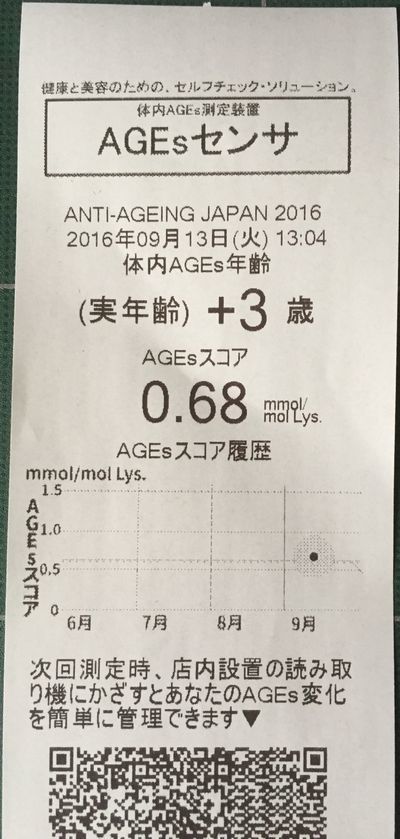 健康と美容のための、セルフチェック・ソリューション。
体内AGEs測定装置
AGEsセンサ
ANTI-AGEING JAPAN 2016
2016年09月13日(火) 13:04
体内AGEs年齢
(実年齢) +3 歳
AGEsスコア
0.68 mmol/mol Lys.
AGEsスコア履歴
mmol/mol Lys.
AGEsスコア
1.5
1.0
0.5
0
6月 7月 8月 9月
次回測定時、店内設置の読み取
り機にかざすとあなたのAGEs変化
を簡単に管理できます▼